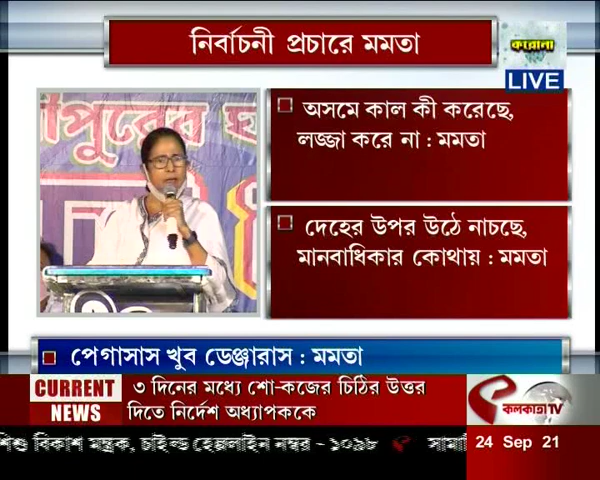 নির্বাচনী প্রচারে মমতা
করোনা
LIVE
পুরের
অসমে কাল কী করেছে,
লজ্জা করে না : মমতা
দেহের উপর উঠে নাচছে,
মানবাধিকার কোথায় : মমতা
পেগাসাস খুব ডেঞ্জারাস : মমতা
CURRENT
NEWS
৩ দিনের মধ্যে শো-কজের চিঠির উত্তর
দিতে নির্দেশ অধ্যাপককে
কলকাতা TV
শিশু বিকাশ মন্ত্রক, চাইল্ড হেল্পলাইন নম্বর - ১০৯৮
24 Sep 21